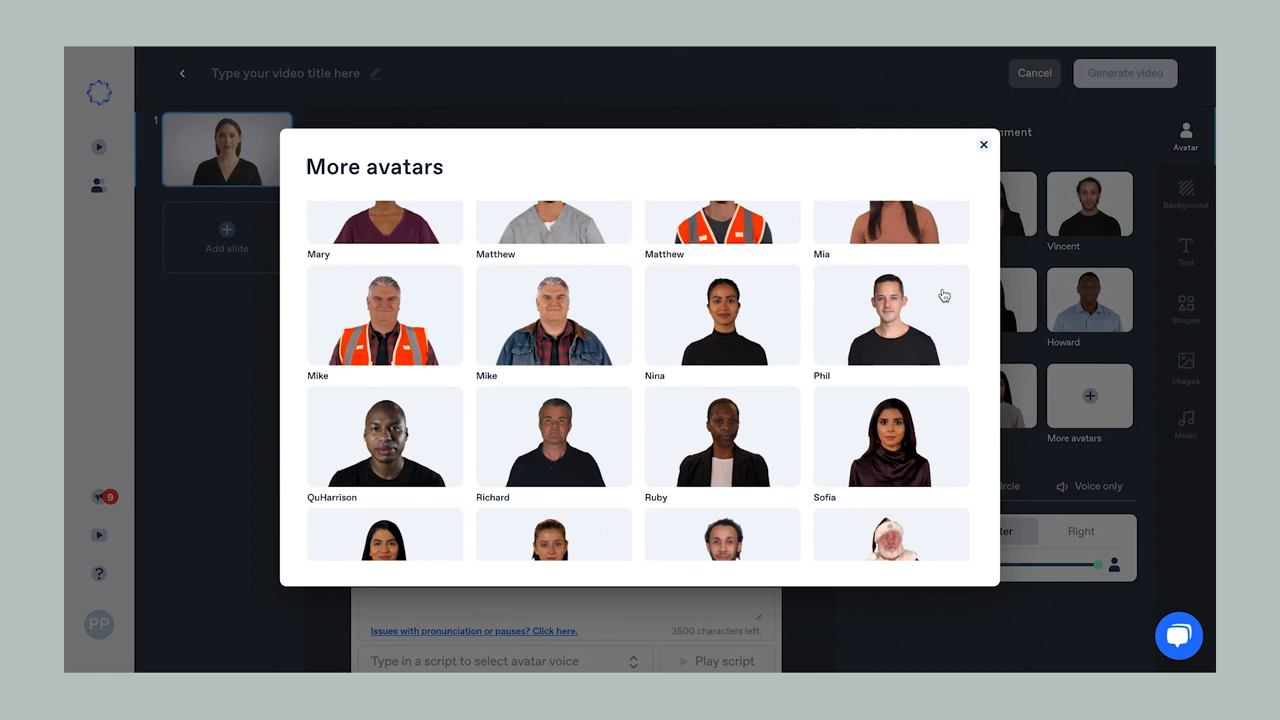 Type your video title here
Cancel
Generate video
1
Add slide
More avatars
Mary
Matthew
Matthew
Mia
Mike
Mike
Nina
Phil
QuHarrison
Richard
Ruby
Sofia
Avatar
Background
Text
Shapes
Images
Music
Vincent
Howard
More avatars
Voice only
Right
9
?
PP
Issues with pronunciation or pauses? Click here.
3500 characters left.
Type in a script to select avatar voice
Play script